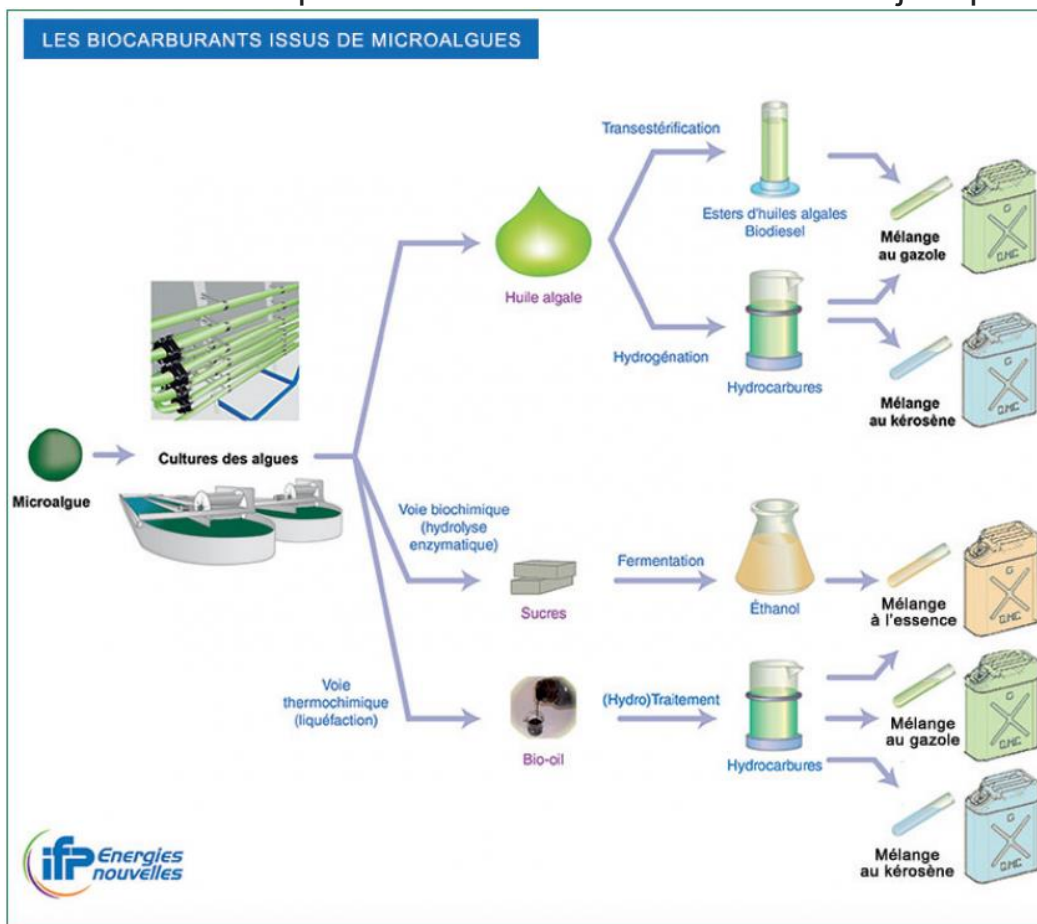 LES BIOCARBURANTS ISSUS DE MICROALGUES
Transestérification
Esters d'huiles algales
Biodiesel
Mélange
au gazole
G
Huile algale
Hydrogénation
Hydrocarbures
Mélange
au kérosène
G
Microalgue
Cultures des algues
Voie biochimique
(hydrolyse
enzymatique)
Sucres
Fermentation
Éthanol
Mélange
à l'essence
G
Voie
thermochimique
(liquéfaction)
Bio-oil
(Hydro)Traitement
Hydrocarbures
Mélange
au gazole
G
Mélange
au kérosène
G
ifp Energies
nouvelles